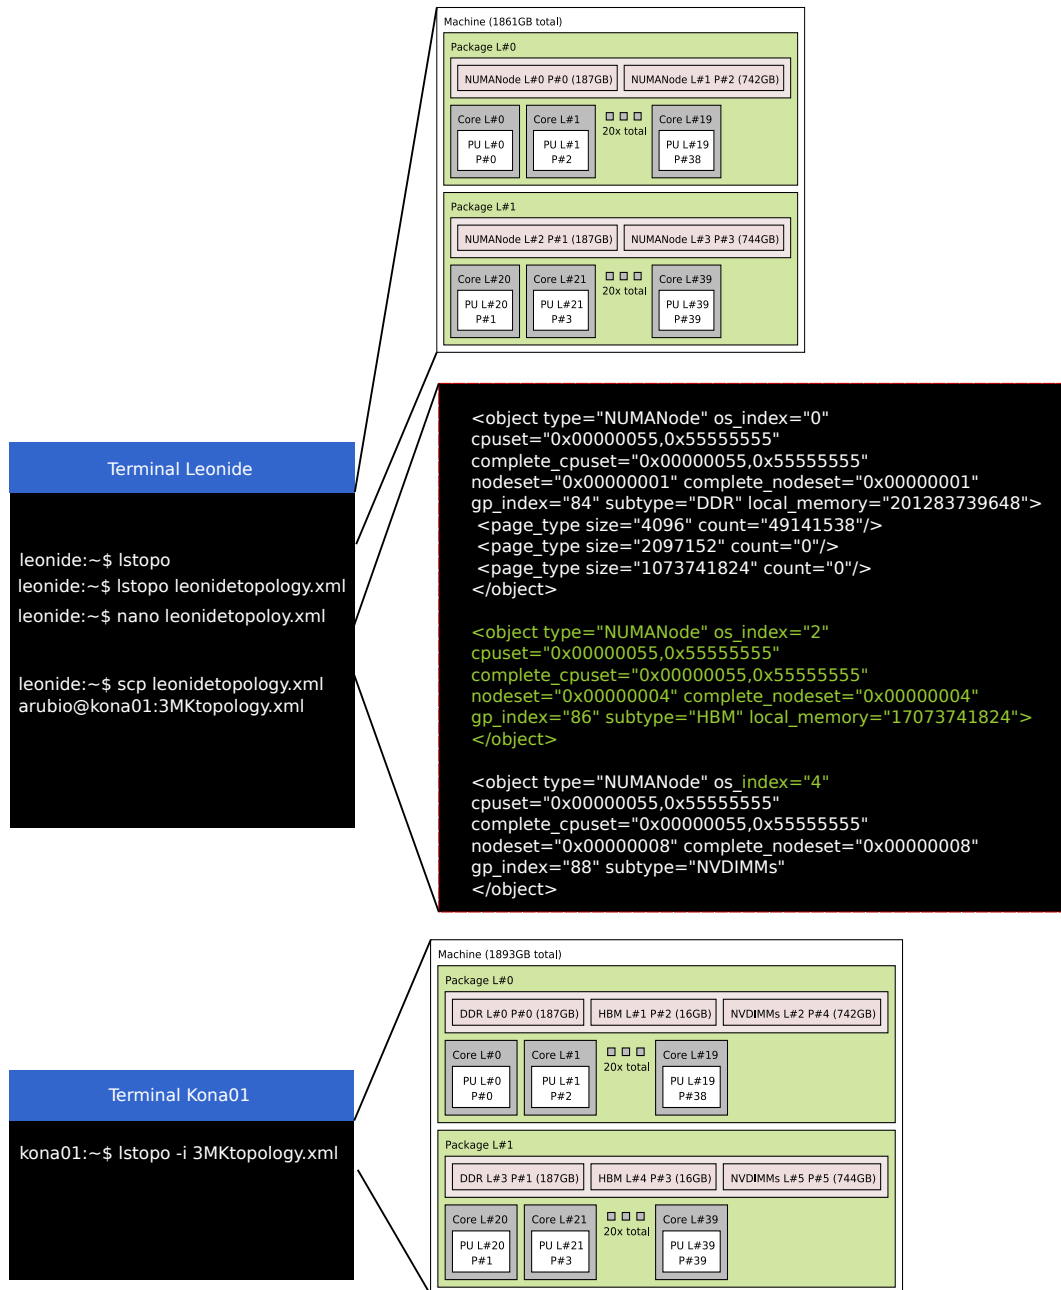 Machine (1861GB total)
Package L#0
NUMANode L#0 P#0 (187GB) NUMANode L#1 P#2 (742GB)
Core L#0 Core L#1 20x total Core L#19
PU L#0 PU L#1 PU L#19
P#0 P#2 P#38
Package L#1
NUMANode L#2 P#1 (187GB) NUMANode L#3 P#3 (744GB)
Core L#20 Core L#21 20x total Core L#39
PU L#20 PU L#21 PU L#39
P#1 P#3 P#39
Terminal Leonide
leonide:~$ lstopo
leonide:~$ lstopo leonidetopology.xml
leonide:~$ nano leonidetopoloy.xml
leonide:~$ scp leonidetopology.xml
arubio@kona01:3MKtopology.xml
<object type="NUMANode" os_index="0"
cpuset="0x00000055,0x55555555"
complete_cpuset="0x00000055,0x55555555"
nodeset="0x00000001" complete_nodeset="0x00000001"
gp_index="84" subtype="DDR" local_memory="201283739648">
<page_type size="4096" count="49141538"/>
<page_type size="2097152" count="0"/>
<page_type size="1073741824" count="0"/>
</object>
<object type="NUMANode" os_index="2"
cpuset="0x00000055,0x55555555"
complete_cpuset="0x00000055,0x55555555"
nodeset="0x00000004" complete_nodeset="0x00000004"
gp_index="86" subtype="HBM" local_memory="17073741824">
</object>
<object type="NUMANode" os_index="4"
cpuset="0x00000055,0x55555555"
complete_cpuset="0x00000055,0x55555555"
nodeset="0x00000008" complete_nodeset="0x00000008"
gp_index="88" subtype="NVDIMMs"
</object>
Terminal Kona01
kona01:~$ lstopo -i 3MKtopology.xml
Machine (1893GB total)
Package L#0
DDR L#0 P#0 (187GB) HBM L#1 P#2 (16GB) NVDIMMs L#2 P#4 (742GB)
Core L#0 Core L#1 20x total Core L#19
PU L#0 PU L#1 PU L#19
P#0 P#2 P#38
Package L#1
DDR L#3 P#1 (187GB) HBM L#4 P#3 (16GB) NVDIMMs L#5 P#5 (744GB)
Core L#20 Core L#21 20x total Core L#39
PU L#20 PU L#21 PU L#39
P#1 P#3 P#39